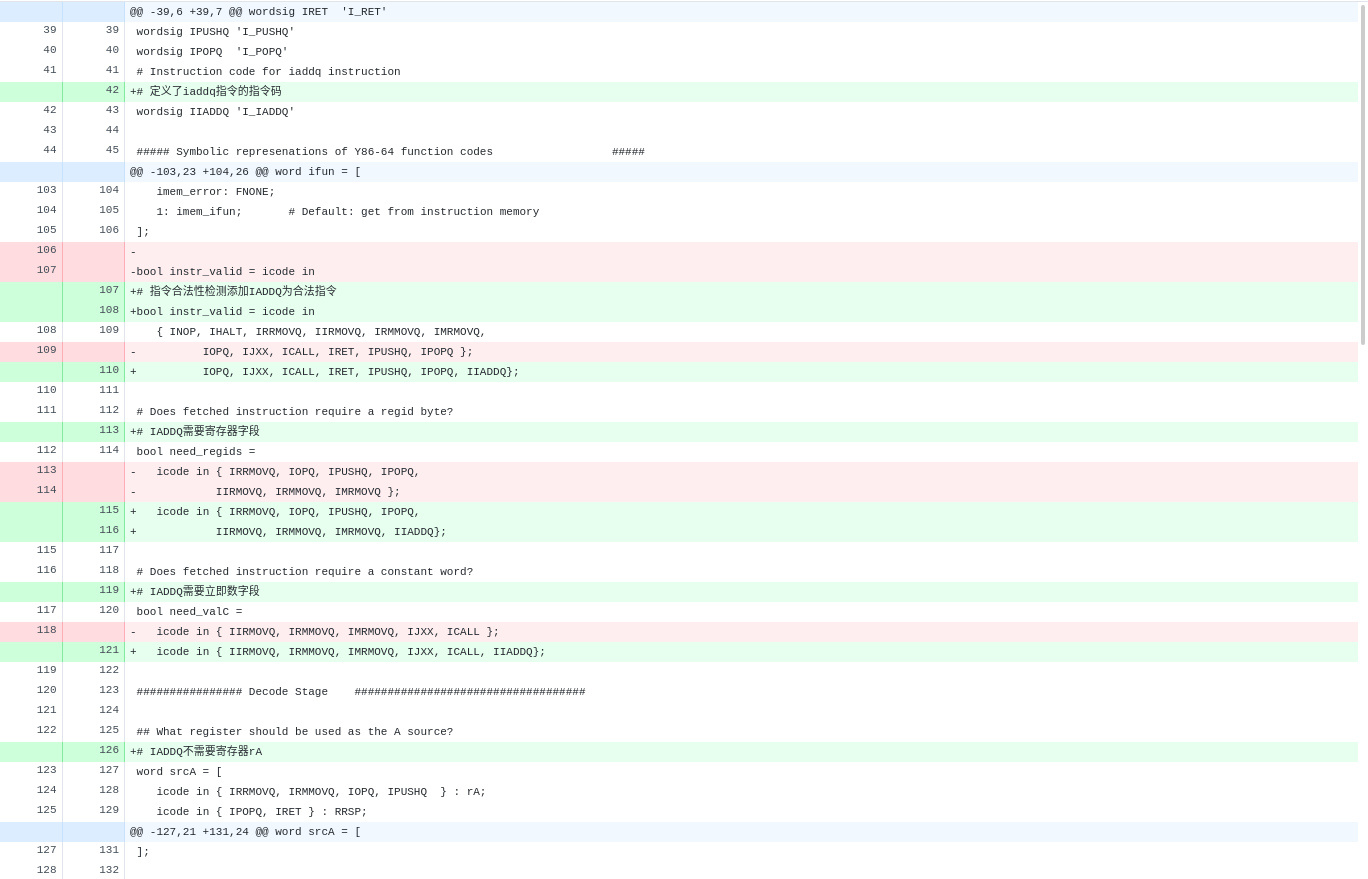 @@ -39,6 +39,7 @@ wordsig IRET  'I_RET'
39 39 wordsig IPUSHQ 'I_PUSHQ'
40 40 wordsig IPOPQ  'I_POPQ'
41 41 # Instruction code for iaddq instruction
42 +# 定义了iaddq指令的指令码
42 43 wordsig IIADDQ 'I_IADDQ'
43 44
44 45 ##### Symbolic represenations of Y86-64 function codes                  #####
@@ -103,23 +104,26 @@ word ifun = [
103 104    imem_error: FNONE;
104 105    1: imem_ifun;       # Default: get from instruction memory
105 106 ];
106 -
107 -bool instr_valid = icode in
107 +# 指令合法性检测添加IADDQ为合法指令
108 +bool instr_valid = icode in
108 109    { INOP, IHALT, IRRMOVQ, IIRMOVQ, IRMMOVQ, IMRMOVQ,
109 -          IOPQ, IJXX, ICALL, IRET, IPUSHQ, IPOPQ };
110 +          IOPQ, IJXX, ICALL, IRET, IPUSHQ, IPOPQ, IIADDQ};
110 111
111 112 # Does fetched instruction require a regid byte?
113 +# IADDQ需要寄存器字段
112 114 bool need_regids =
113 -   icode in { IRRMOVQ, IOPQ, IPUSHQ, IPOPQ,
114 -            IIRMOVQ, IRMMOVQ, IMRMOVQ };
115 +   icode in { IRRMOVQ, IOPQ, IPUSHQ, IPOPQ,
116 +            IIRMOVQ, IRMMOVQ, IMRMOVQ, IIADDQ};
115 117
116 118 # Does fetched instruction require a constant word?
119 +# IADDQ需要立即数字段
117 120 bool need_valC =
118 -   icode in { IIRMOVQ, IRMMOVQ, IMRMOVQ, IJXX, ICALL };
121 +   icode in { IIRMOVQ, IRMMOVQ, IMRMOVQ, IJXX, ICALL, IIADDQ};
119 122
120 123 ################ Decode Stage    ###################################
121 124
122 125 ## What register should be used as the A source?
126 +# IADDQ不需要寄存器rA
123 127 word srcA = [
124 128    icode in { IRRMOVQ, IRMMOVQ, IOPQ, IPUSHQ  } : rA;
125 129    icode in { IPOPQ, IRET } : RRSP;
@@ -127,21 +131,24 @@ word srcA = [
127 131 ];
128 132